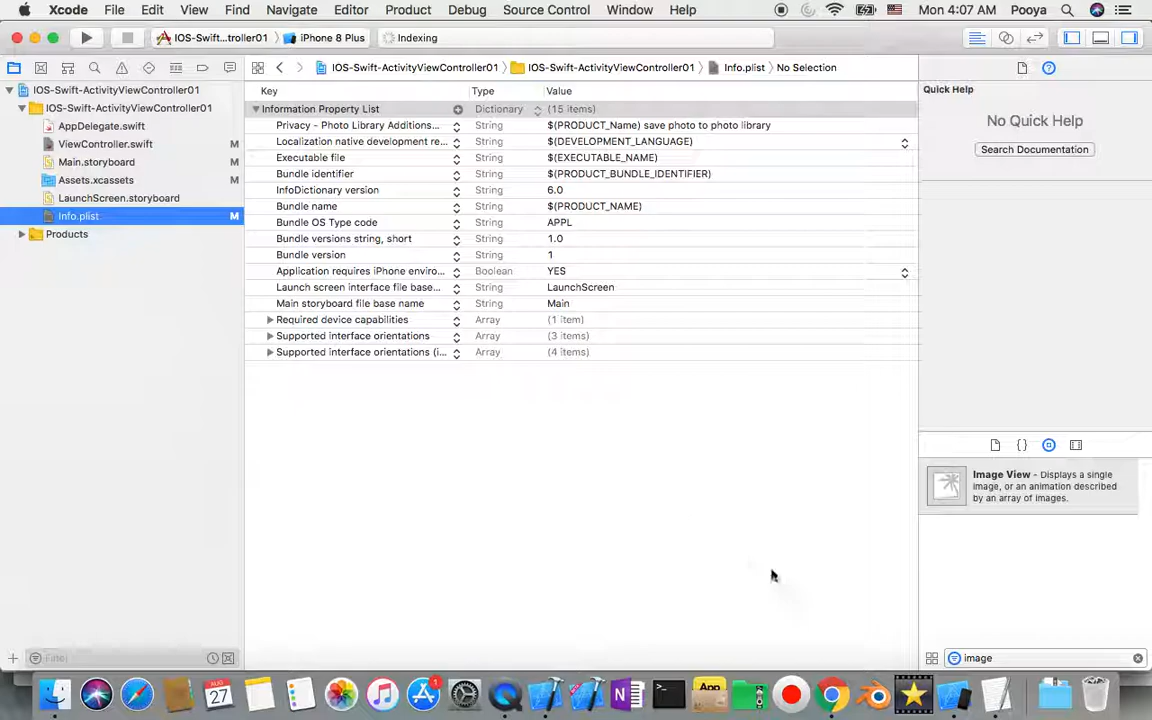 Xcode File Edit View Find Navigate Editor Product Debug Source Control Window Help Mon 4:07 AM Pooya
IOS-Swift...troller01 iPhone 8 Plus Indexing
IOS-Swift-ActivityViewController01 IOS-Swift-ActivityViewController01 Info.plist No Selection
IOS-Swift-ActivityViewController01
IOS-Swift-ActivityViewController01
AppDelegate.swift
ViewController.swift M
Main.storyboard
Assets.xcassets M
LaunchScreen.storyboard
Info.plist M
Products
Filter
Key Type Value
Information Property List Dictionary (15 items)
Privacy - Photo Library Additions... String $(PRODUCT_Name) save photo to photo library
Localization native development re... String $(DEVELOPMENT_LANGUAGE)
Executable file String $(EXECUTABLE_NAME)
Bundle identifier String $(PRODUCT_BUNDLE_IDENTIFIER)
InfoDictionary version String 6.0
Bundle name String $(PRODUCT_NAME)
Bundle OS Type code String APPL
Bundle versions string, short String 1.0
Bundle version String 1
Application requires iPhone enviro... Boolean YES
Launch screen interface file base... String LaunchScreen
Main storyboard file base name String Main
Required device capabilities Array (1 item)
Supported interface orientations Array (3 items)
Supported interface orientations (i... Array (4 items)
Quick Help
No Quick Help
Search Documentation
{ }
Image View - Displays a single
image, or an animation described
by an array of images.
image
AUG
27
1
N
App